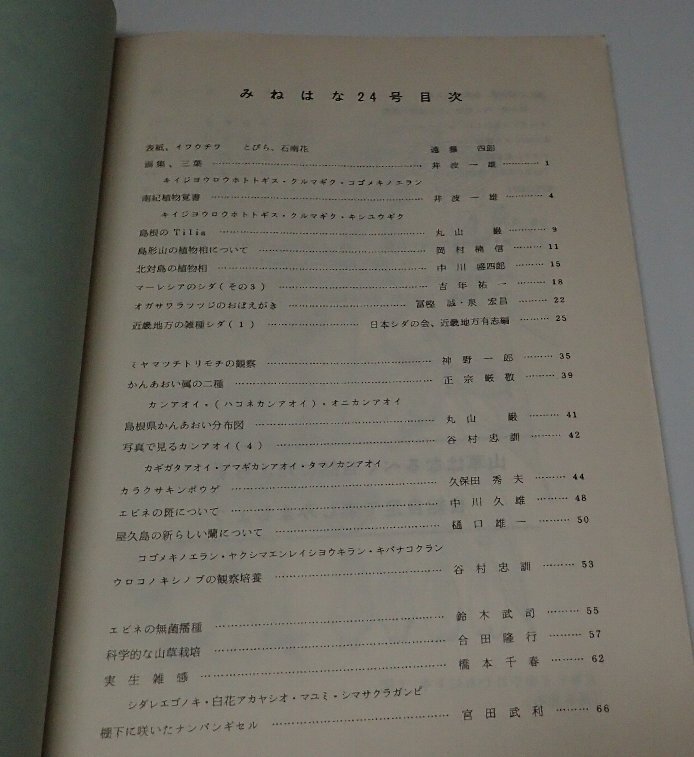 みねはな24号目次
表紙、イワウチワ とびら、石南花 遠藤 四郎
画集、三葉 ………… 井波一雄 ………… 1
キイジヨウロウホトトギス・クルマギク・コゴメキノエラン
南紀植物覚書 ………… 井波一雄 ………… 4
キイジヨウロウホトトギス・クルマギク・キシユウギク
島根のTilia ………… 丸山 巌 ………… 9
鳥形山の植物相について ………… 岡村 信 ………… 11
北対島の植物相 ………… 中川 四郎 ………… 15
マーレシアのシダ(その3) ………… 吉年祐一 ………… 18
オガサワラツツジのおぼえがき ………… 冨樫 誠・泉 宏昌 ………… 22
近畿地方の雑種シダ(1) ………… 日本シダの会、近畿地方有志編 ………… 25
ミヤマツチトリモチの観察 ………… 神野一郎 ………… 35
かんあおい属の二種 ………… 正宗厳敬 ………… 39
カンアオイ・(ハコネカンアオイ)・オニカンアオイ
島根県かんあおい分布図 ………… 丸山 巌 ………… 41
写真で見るカンアオイ(4) ………… 谷村忠訓 ………… 42
カギガタアオイ・アマギカンアオイ・タマノカンアオイ
カラクサキンポウゲ ………… 久保田 秀夫 ………… 44
エビネの斑について ………… 中川久雄 ………… 48
屋久島の新らしい蘭について ………… 樋口雄一 ………… 50
コゴメキノエラン・ヤクシマエンレイシヨウキラン・キバナコクラン
ウロコノキシノブの観察培養 ………… 谷村忠訓 ………… 53
エビネの無菌播種 ………… 鈴木武司 ………… 55
科学的な山草栽培 ………… 合田隆行 ………… 57
実生雑感 ………… 橋本千春 ………… 62
シダレエゴノキ・白花アカヤシオ・マユミ・シマサクラガンピ
棚下に咲いたナンバンギセル ………… 宮田武利 ………… 66